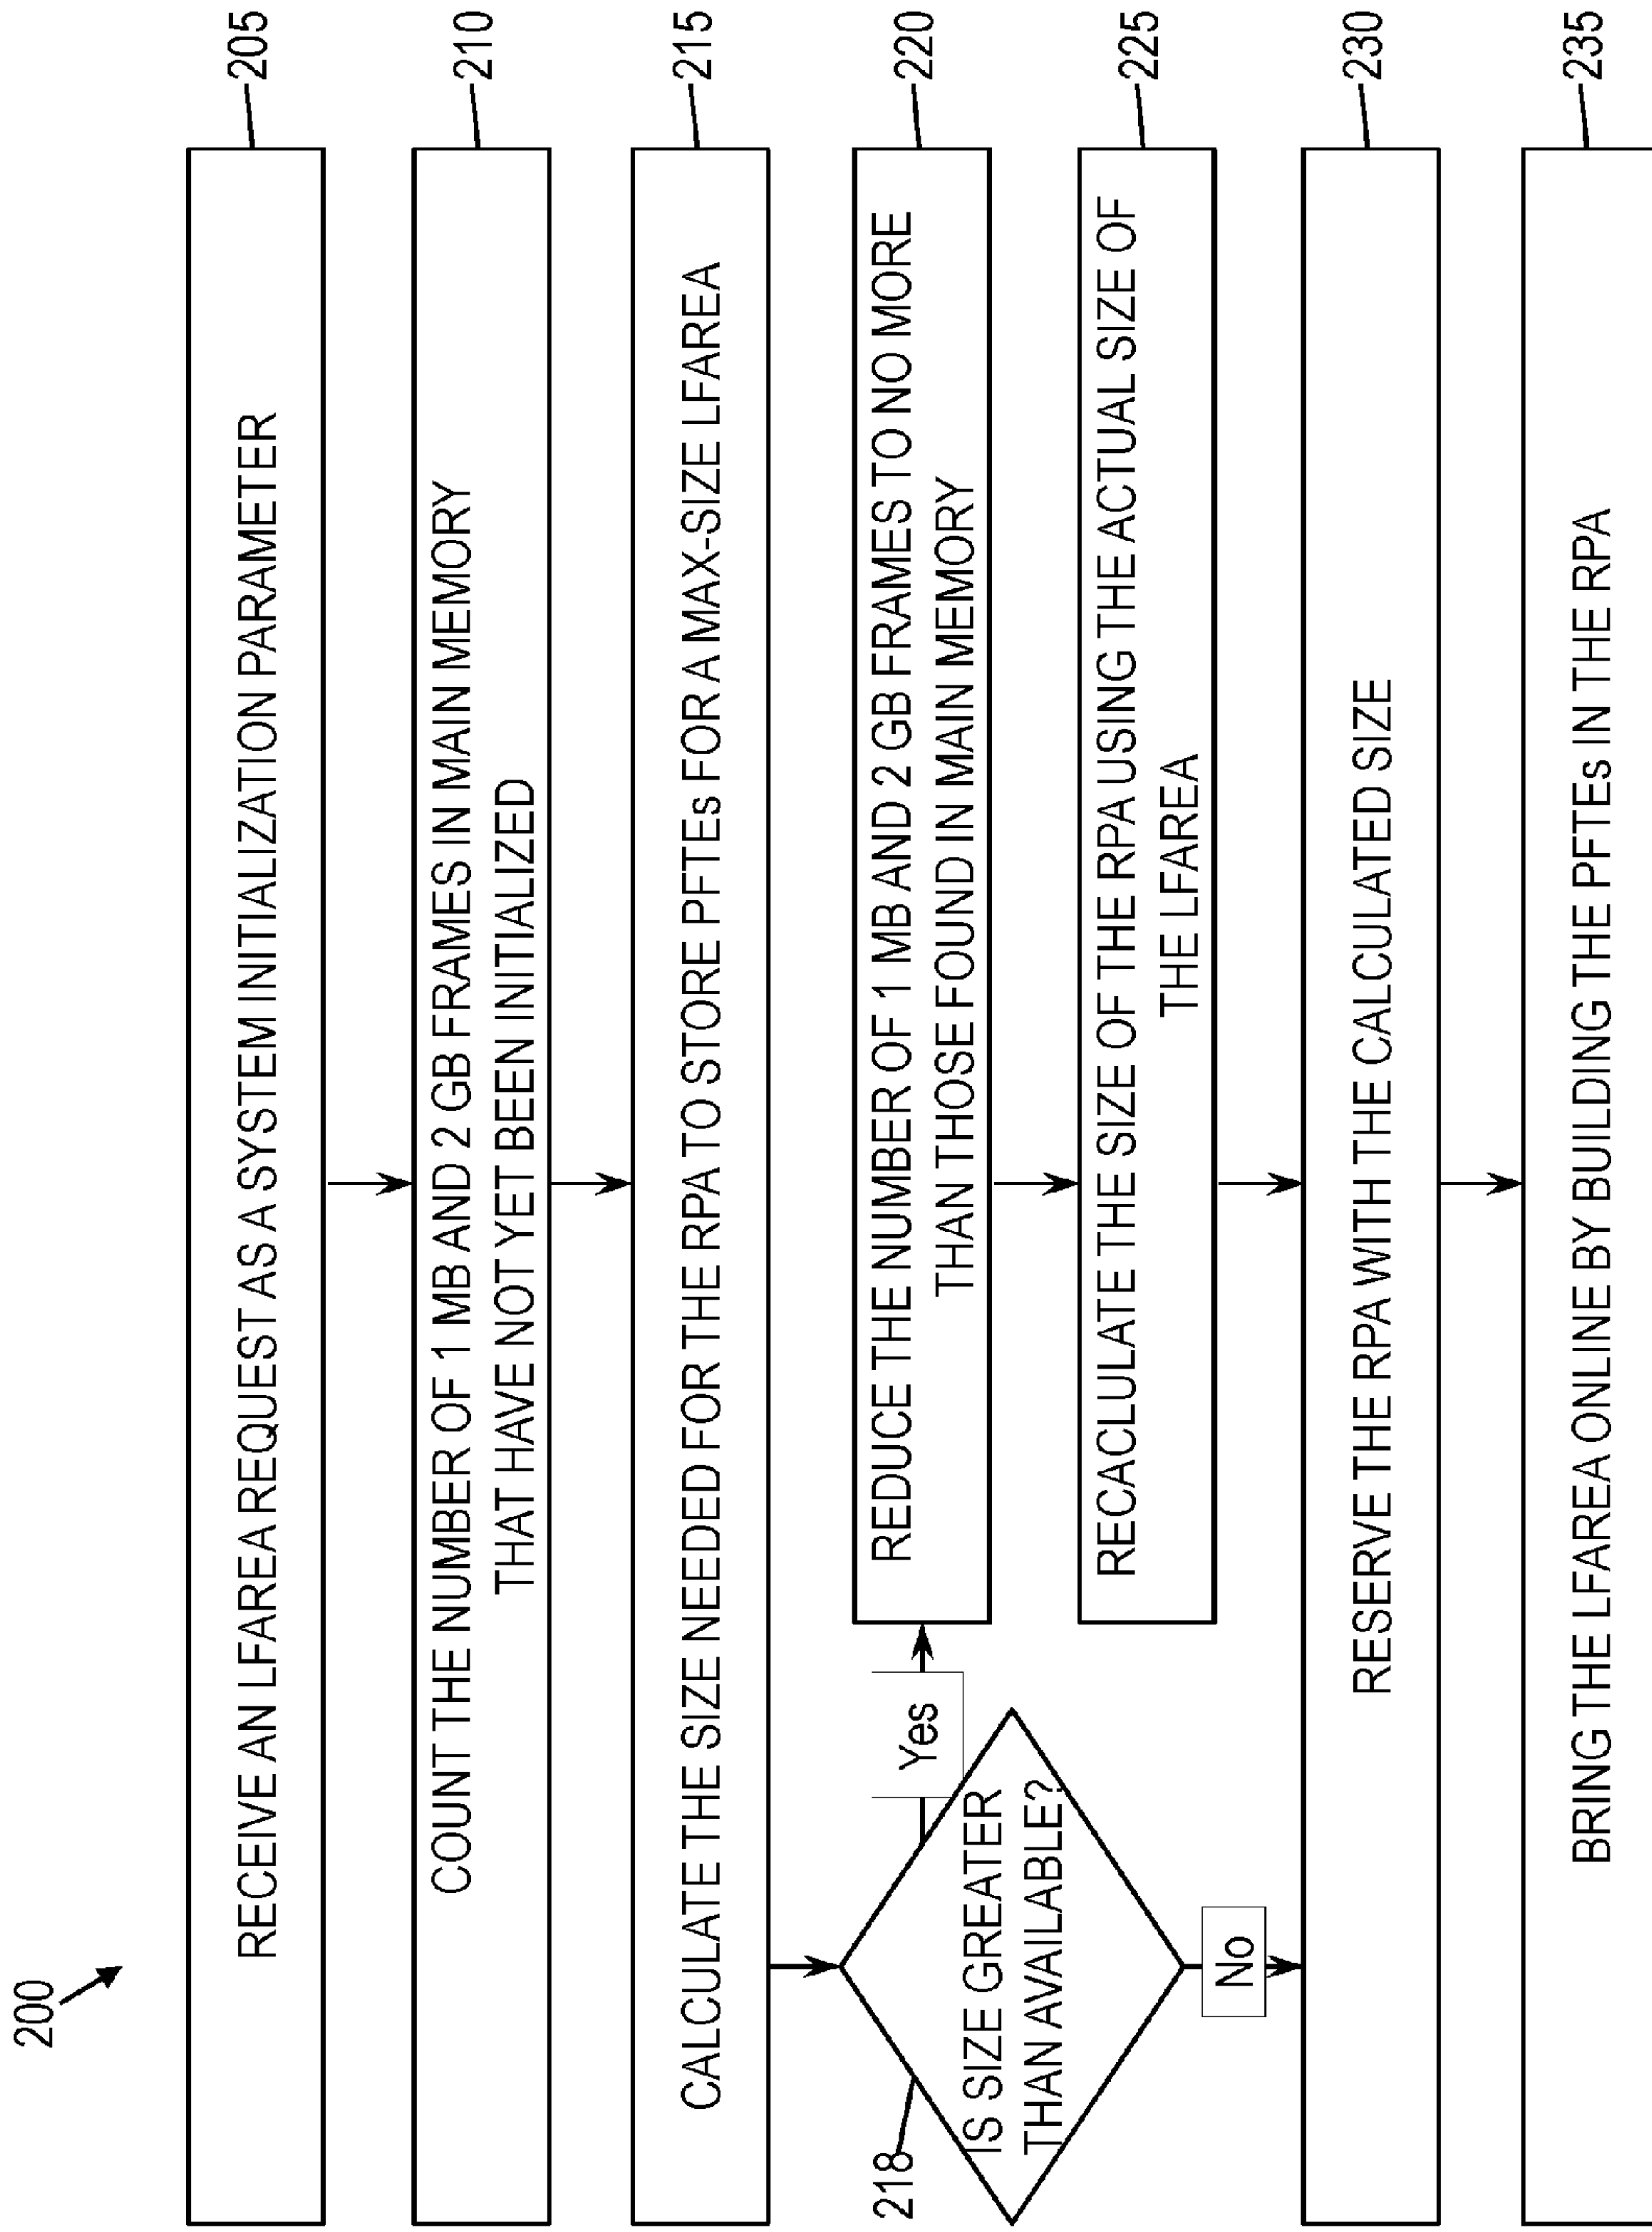 200
RECEIVE AN LFAREA REQUEST AS A SYSTEM INITIALIZATION PARAMETER
205
COUNT THE NUMBER OF 1 MB AND 2 GB FRAMES IN MAIN MEMORY
THAT HAVE NOT YET BEEN INITIALIZED
210
CALCULATE THE SIZE NEEDED FOR THE RPA TO STORE PFTEs FOR A MAX-SIZE LFAREA
215
218
IS SIZE GREATER
THAN AVAILABLE?
Yes
No
REDUCE THE NUMBER OF 1 MB AND 2 GB FRAMES TO NO MORE
THAN THOSE FOUND IN MAIN MEMORY
220
RECACLULATE THE SIZE OF THE RPA USING THE ACTUAL SIZE OF
THE LFAREA
225
RESERVE THE RPA WITH THE CALCULATED SIZE
230
BRING THE LFAREA ONLINE BY BUILDING THE PFTEs IN THE RPA
235